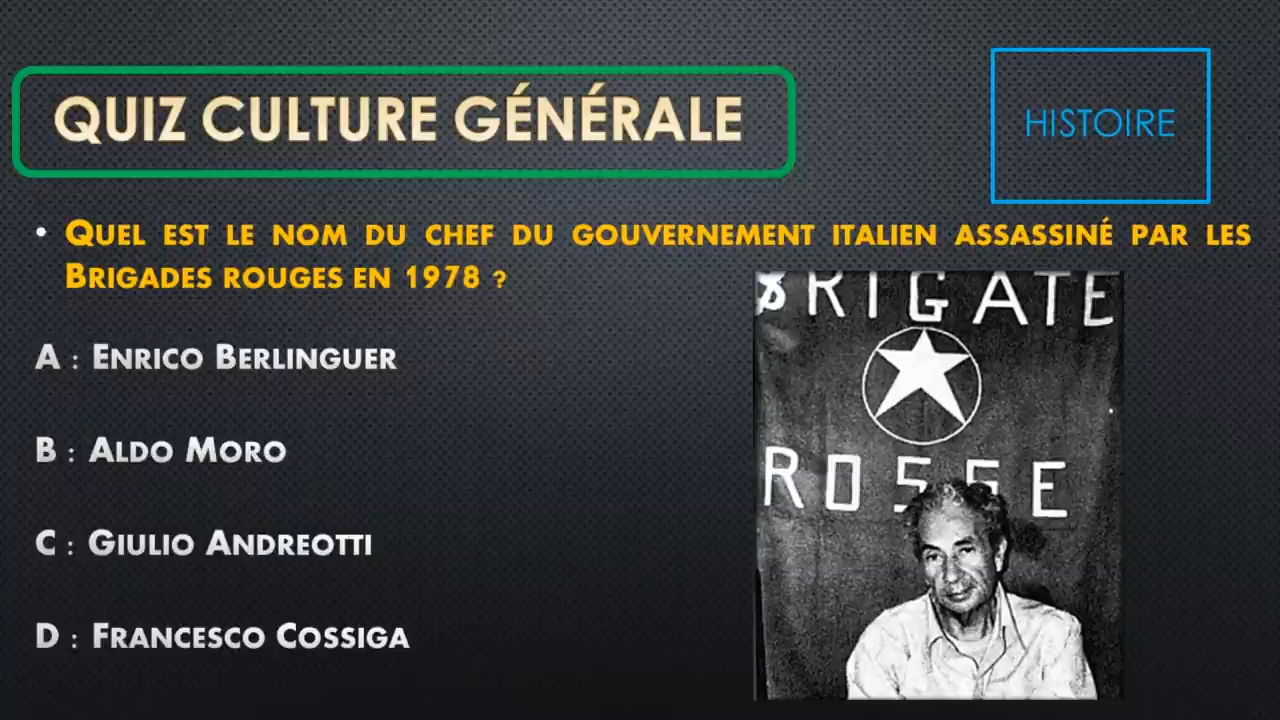 QUIZ CULTURE GÉNÉRALE
HISTOIRE
• QUEL EST LE NOM DU CHEF DU GOUVERNEMENT ITALIEN ASSASSINÉ PAR LES
BRIGADES ROUGES EN 1978 ?
BRIGATE
ROSSE
A : ENRICO BERLINGUER
B : ALDO MORO
C : GIULIO ANDREOTTI
D : FRANCESCO COSSIGA